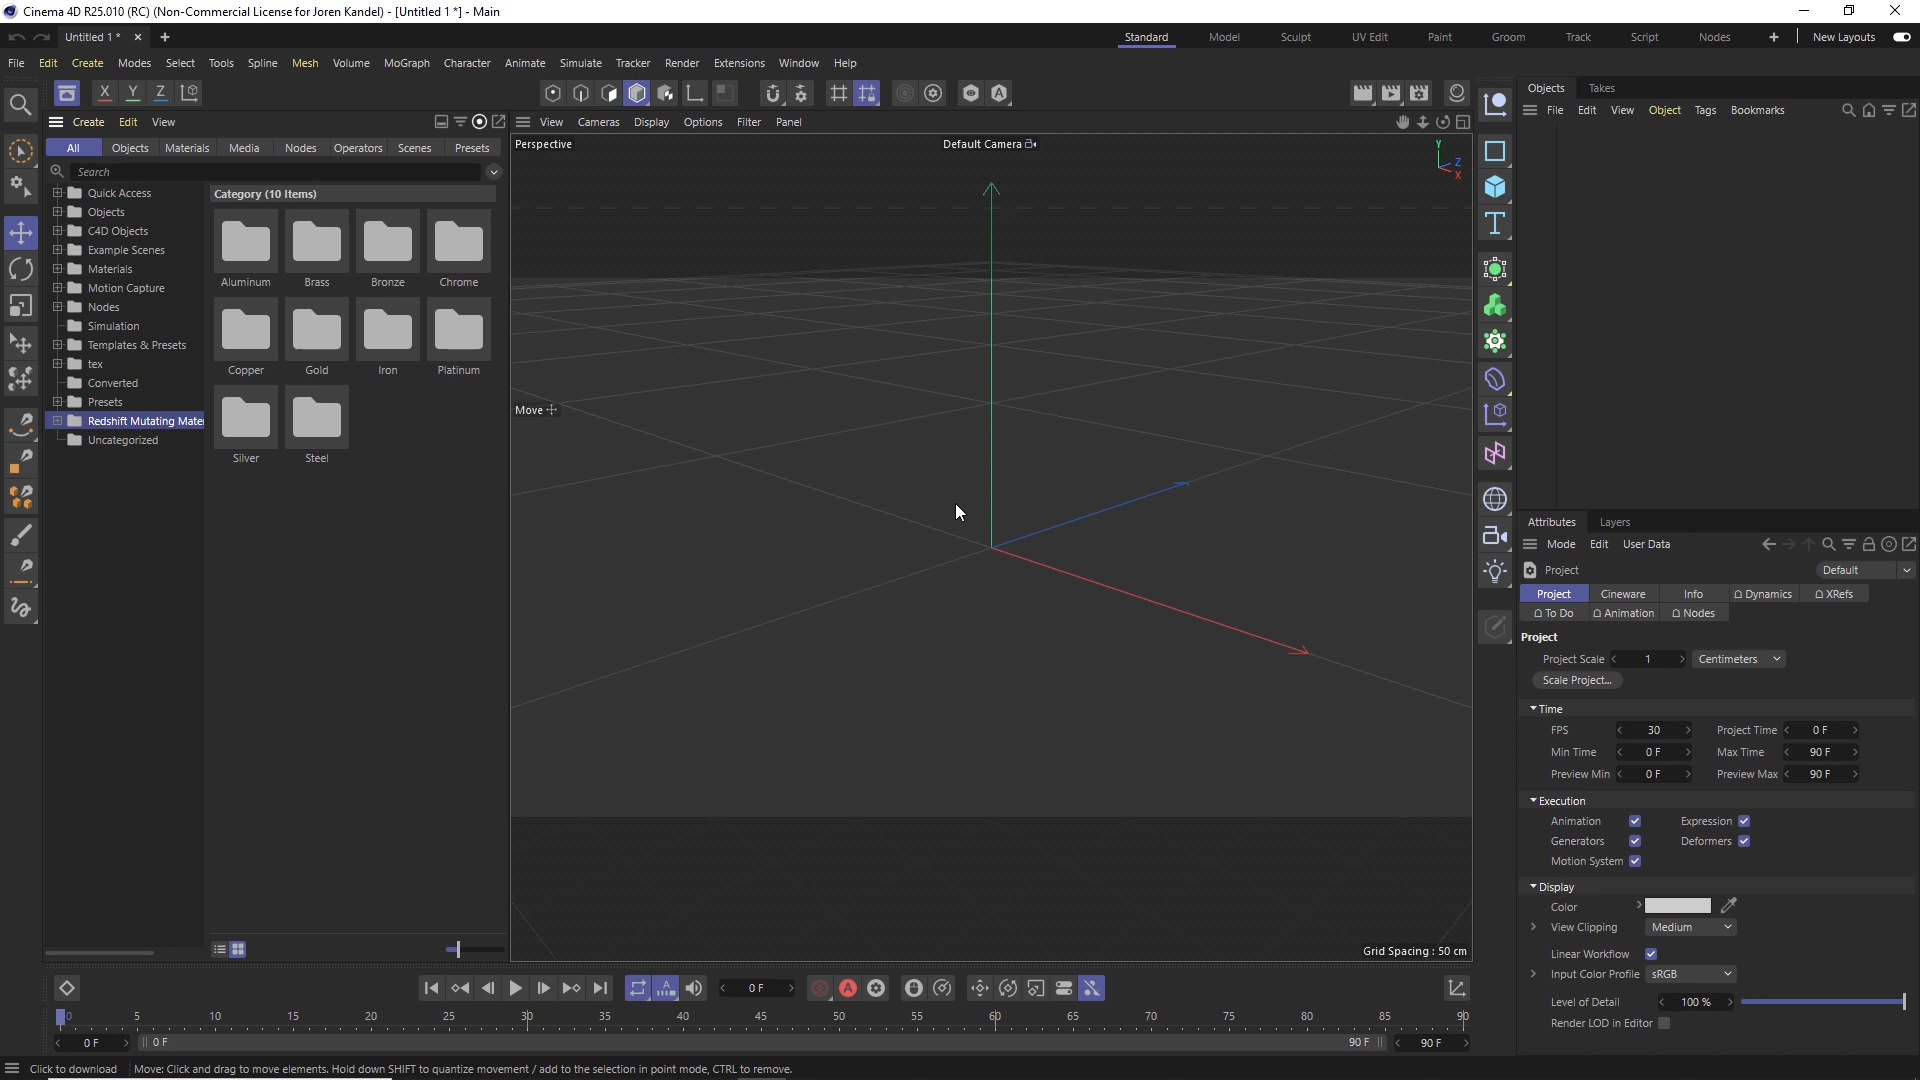 Cinema 4D R25.010 (RC) (Non-Commercial License for Joren Kandel) - [Untitled 1 *] - Main
Untitled 1 *
Standard Model Sculpt UV Edit Paint Groom Track Script Nodes + New Layouts
File Edit Create Modes Select Tools Spline Mesh Volume MoGraph Character Animate Simulate Tracker Render Extensions Window Help
X Y Z
Objects Takes
File Edit View Object Tags Bookmarks
Create Edit View
View Cameras Display Options Filter Panel
All Objects Materials Media Nodes Operators Scenes Presets
Search
Quick Access
Objects
C4D Objects
Example Scenes
Materials
Motion Capture
Nodes
Simulation
Templates & Presets
tex
Converted
Presets
Redshift Mutating Mate
Uncategorized
Category (10 Items)
Aluminum Brass Bronze Chrome
Copper Gold Iron Platinum
Silver Steel
Perspective
Default Camera
Y
Z
X
Move
Grid Spacing : 50 cm
Attributes Layers
Mode Edit User Data
Project Default
Project Cineware Info Dynamics XRefs
To Do Animation Nodes
Project
Project Scale 1 Centimeters
Scale Project...
Time
FPS 30 Project Time 0 F
Min Time 0 F Max Time 90 F
Preview Min 0 F Preview Max 90 F
Execution
Animation Expression
Generators Deformers
Motion System
Display
Color
View Clipping Medium
Linear Workflow
Input Color Profile sRGB
Level of Detail 100 %
Render LOD in Editor
0 F
0 5 10 15 20 25 30 35 40 45 50 55 60 65 70 75 80 85 90
0 F 0 F 90 F 90 F
Click to download Move: Click and drag to move elements. Hold down SHIFT to quantize movement / add to the selection in point mode, CTRL to remove.